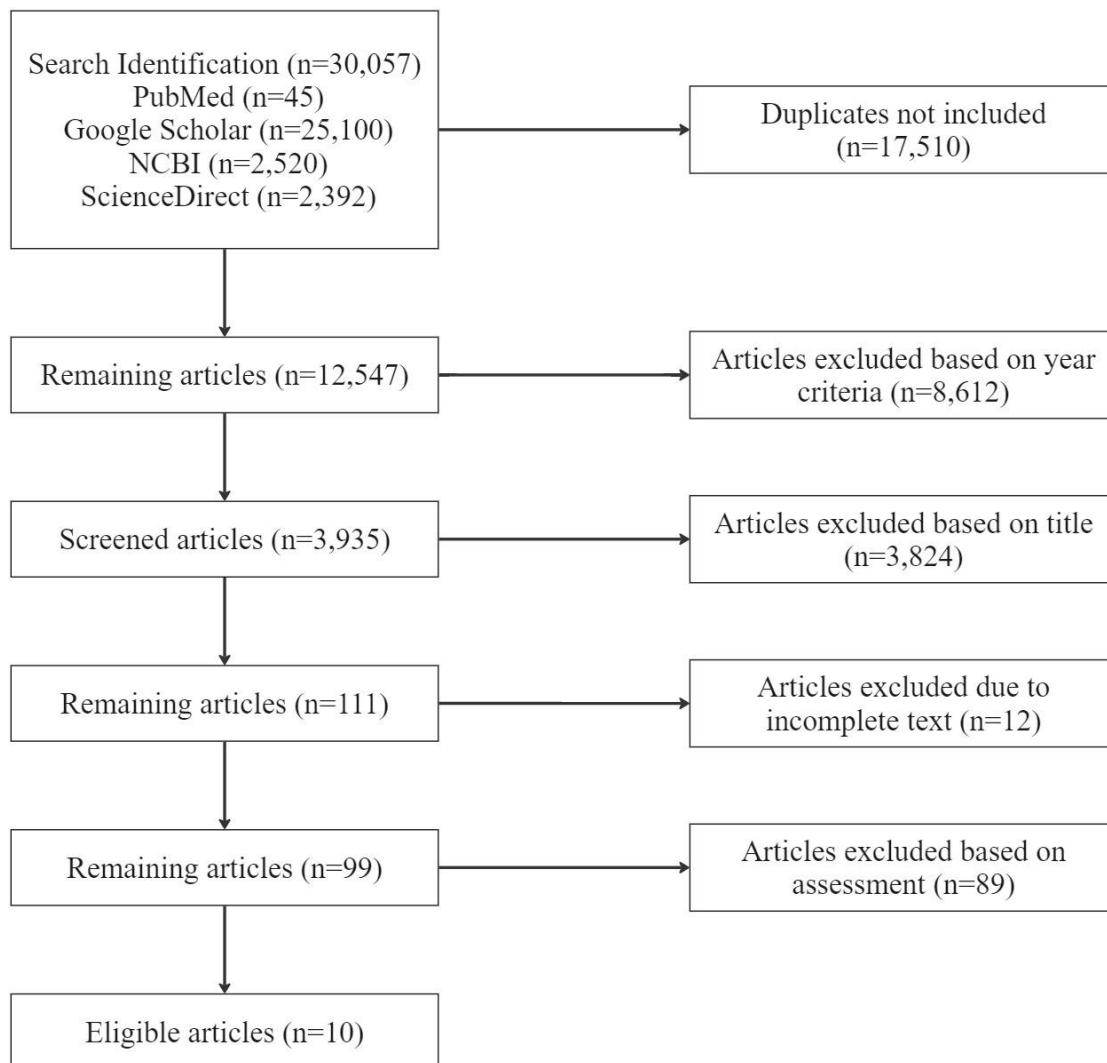 Search Identification (n=30,057)
PubMed (n=45)
Google Scholar (n=25,100)
NCBI (n=2,520)
ScienceDirect (n=2,392)
Duplicates not included
(n=17,510)
Remaining articles (n=12,547)
Articles excluded based on year
criteria (n=8,612)
Screened articles (n=3,935)
Articles excluded based on title
(n=3,824)
Remaining articles (n=111)
Articles excluded due to
incomplete text (n=12)
Remaining articles (n=99)
Articles excluded based on
assessment (n=89)
Eligible articles (n=10)